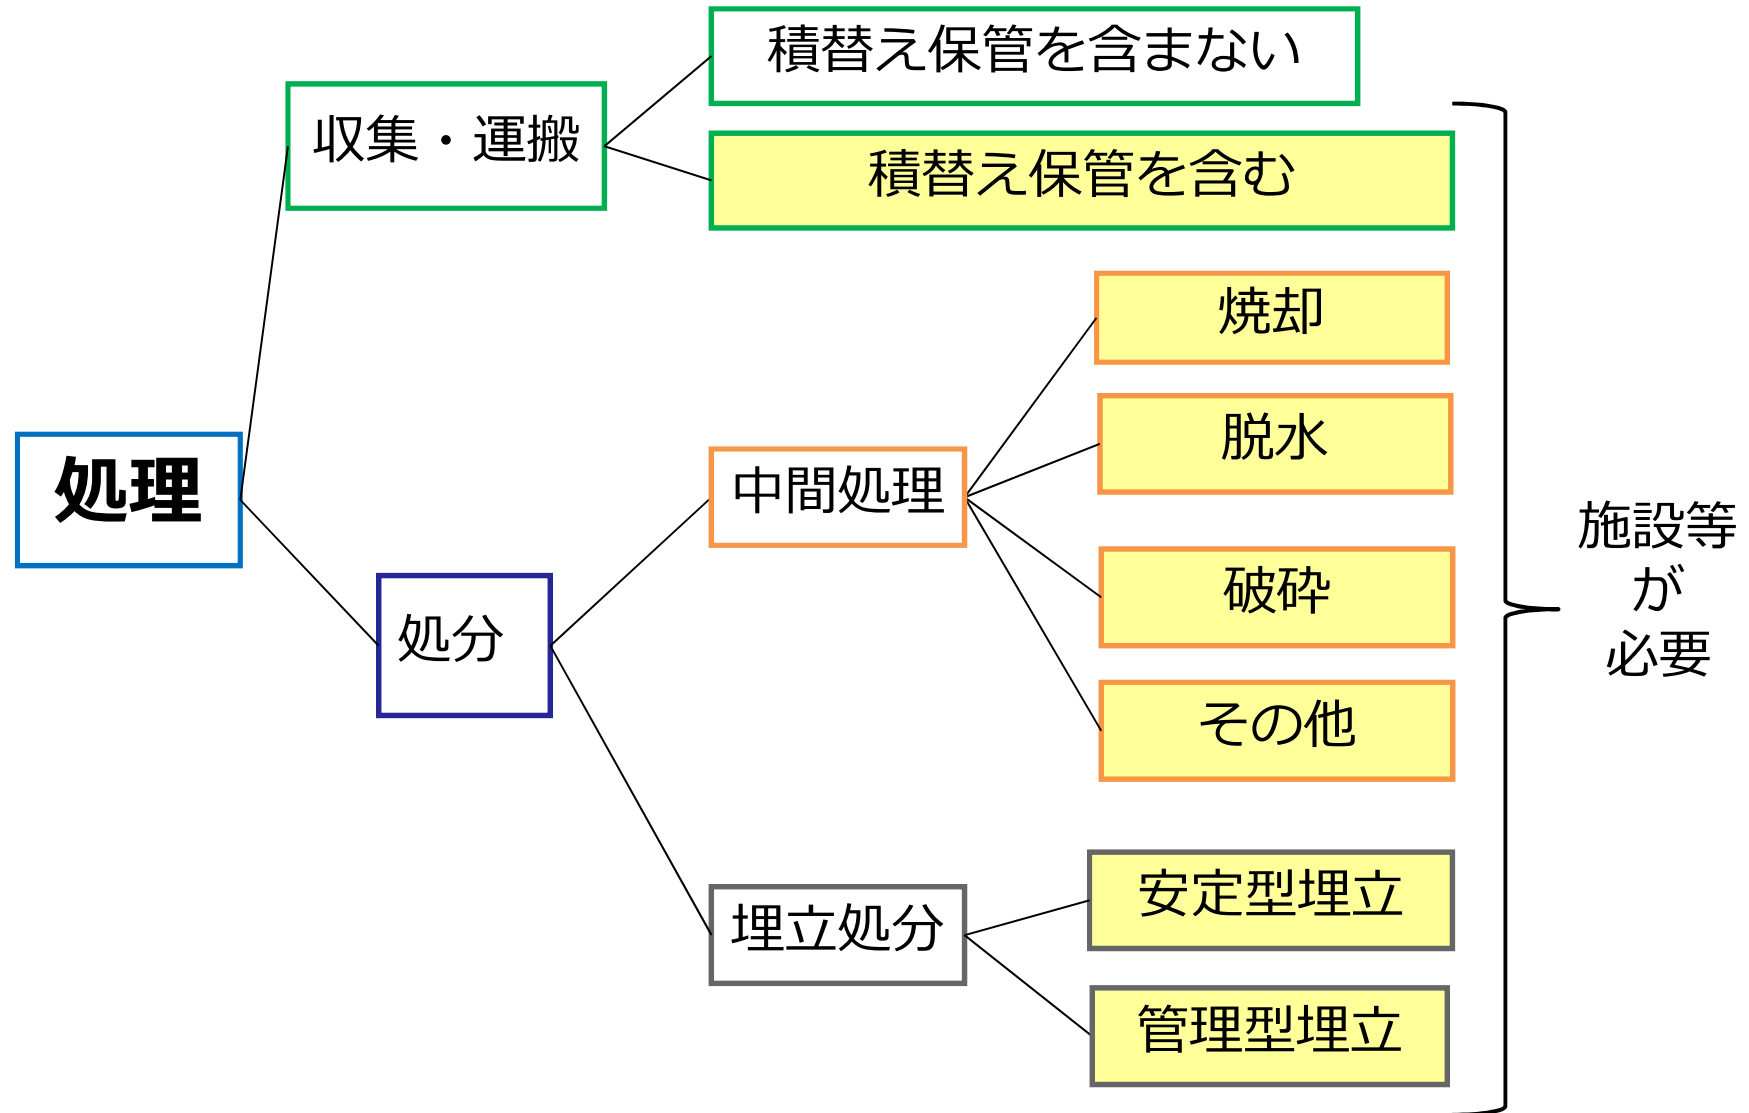 積替え保管を含まない
収集・運搬
積替え保管を含む
焼却
脱水
処理
中間処理
施設等
が
必要
破砕
処分
その他
安定型埋立
埋立処分
管理型埋立